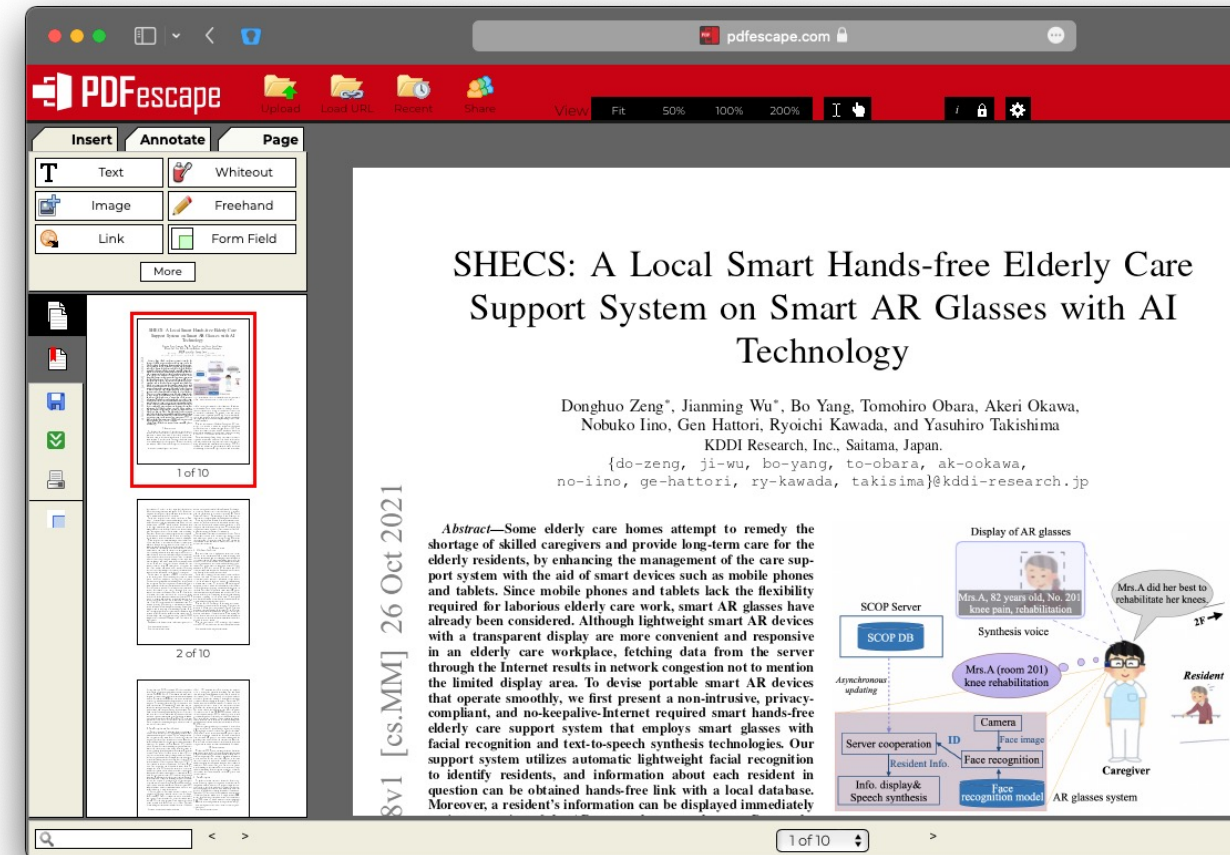 pdfescape.com
PDFescape
Upload
Load URL
Recent
Share
View
Fit
50%
100%
200%
Insert
Annotate
Page
Text
Whiteout
Image
Freehand
Link
Form Field
More
1 of 10
2 of 10
SHECS: A Local Smart Hands-free Elderly Care
Support System on Smart AR Glasses with AI
Technology
Donghuo Zeng*, Jianming Wu*, Bo Yang, Tomohiro Obara, Akeri Okawa,
Nobuko Iino, Gen Hattori, Ryoichi Kawada, and Yasuhiro Takishima
KDDI Research, Inc., Saitama, Japan.
{do-zeng, ji-wu, bo-yang, to-obara, ak-ookawa,
no-iino, ge-hattori, ry-kawada, takisima}@kddi-research.jp
[cs.MM] 26 Oct 2021
Abstract—Some elderly care homes attempt to remedy the
shortage of skilled caregivers and provide long-term care for the
elderly residents, by enhancing the management of the care sup-
port system with the aid of smart devices such as mobile phones
and tablets. Since mobile phones and tablets lack the flexibility
required for laborious elderly care work, smart AR glasses have
already been considered. Although lightweight smart AR devices
with a transparent display are more convenient and responsive
in an elderly care workplace, fetching data from the server
through the Internet results in network congestion not to mention
the limited display area. To devise portable smart AR devices
that operate smoothly, we first present a non-intrusive, privacy-
compliant, and no-keepalive-Internet required smart hands-free
elderly care support system that employs smart glasses with
facial recognition and text-to-speech synthesis technologies. Our
support system utilizes automatic lightweight facial recognition
to identify residents, and information about each resident in
question can be obtained hands-free link with a local database.
Moreover, a resident's information can be displayed immediately
Display of AR glasses
Mrs.A, 82 years old, No. 201
knee pain, rehabilitation
Synthesis voice
Mrs.A did her best to
rehabilitate her knees.
2F
SCOP Server
SCOP DB
Asynchronous
updating
Mrs.A (room 201)
knee rehabilitation
Resident
Camera
Face image
Server cooperation
ID
Face recognition
Resident Info.
Info. display&
Speech synthesis
Face
recognition model
AR glasses system
Caregiver
< >
1 of 10
>